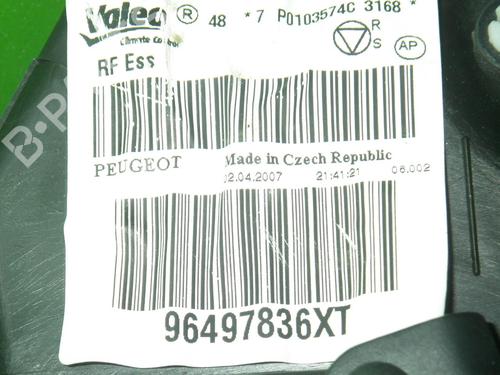 Valeo ® 48 *7 P0103574C 3168 *
Climate Control
R
S
AP
RF Ess
PEUGEOT Made in Czech Republic
02.04.2007 21:41:21 06.002
96497836XT